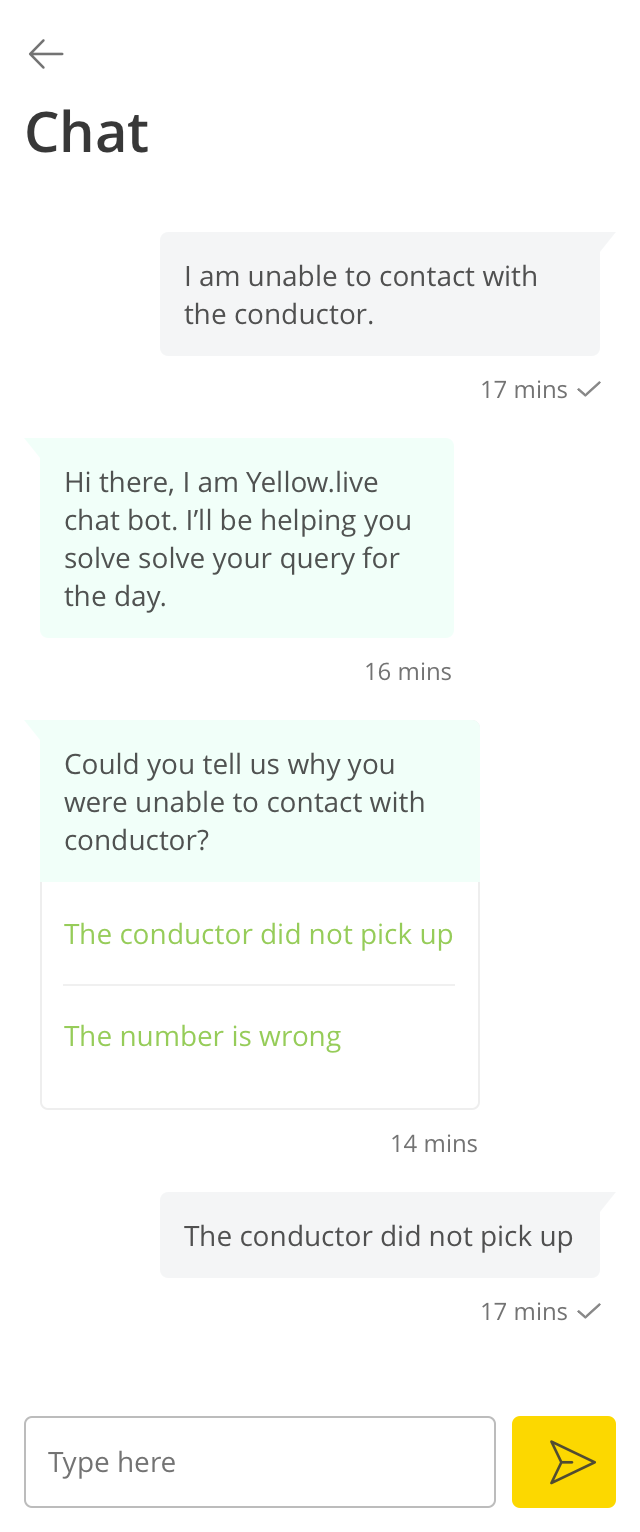 Chat
I am unable to contact with
the conductor.
17 mins
Hi there, I am Yellow.live
chat bot. I’ll be helping you
solve solve your query for
the day.
16 mins
Could you tell us why you
were unable to contact with
conductor?
The conductor did not pick up
The number is wrong
14 mins
The conductor did not pick up
17 mins
Type here